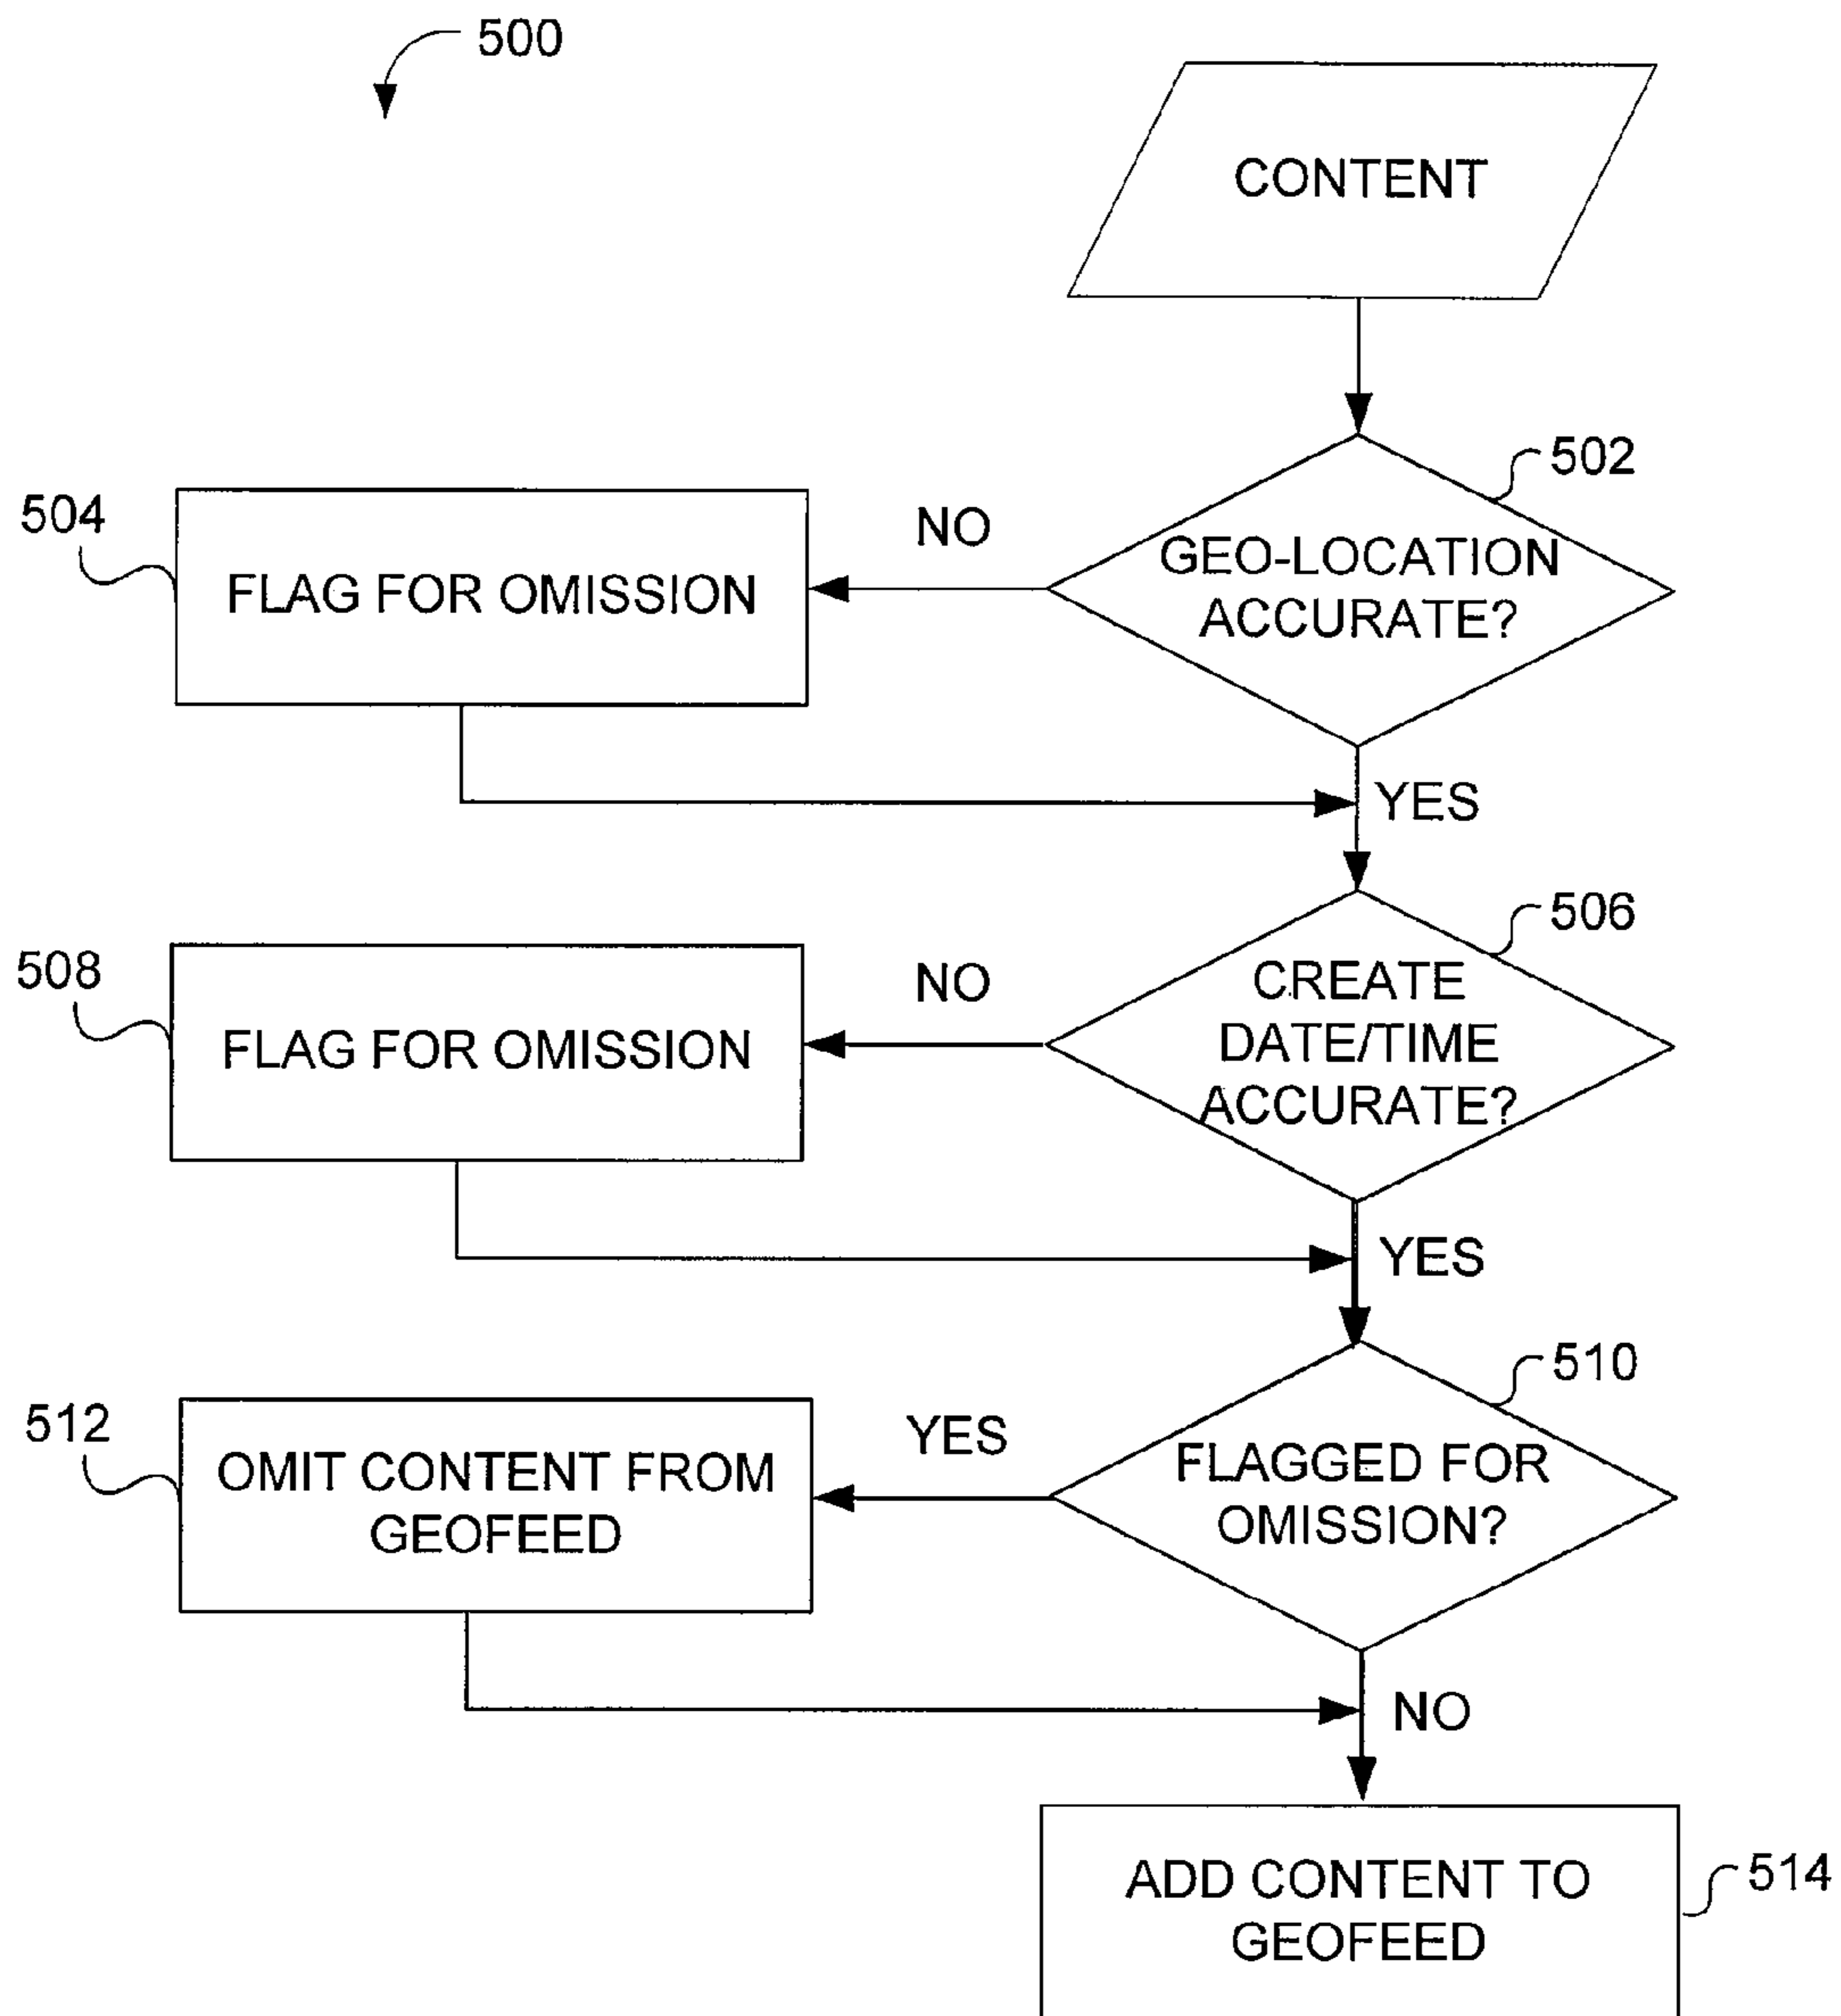 500
CONTENT
502
GEO-LOCATION
ACCURATE?
NO
504
FLAG FOR OMISSION
YES
506
CREATE
DATE/TIME
ACCURATE?
NO
508
FLAG FOR OMISSION
YES
510
FLAGGED FOR
OMISSION?
YES
512
OMIT CONTENT FROM
GEOFEED
NO
ADD CONTENT TO
GEOFEED
514